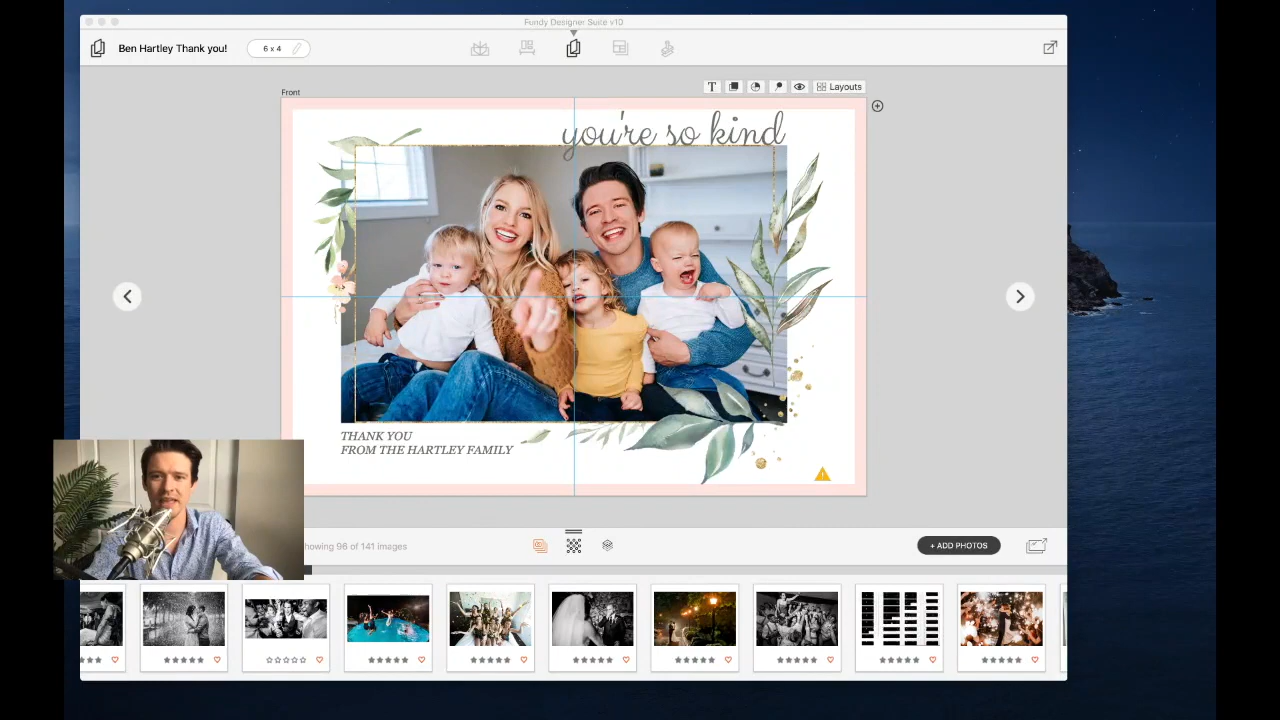 Fundy Designer Suite v10
Ben Hartley Thank you!
6 x 4
Front
T
Layouts
you're so kind
THANK YOU
FROM THE HARTLEY FAMILY
howing 96 of 141 images
+ ADD PHOTOS